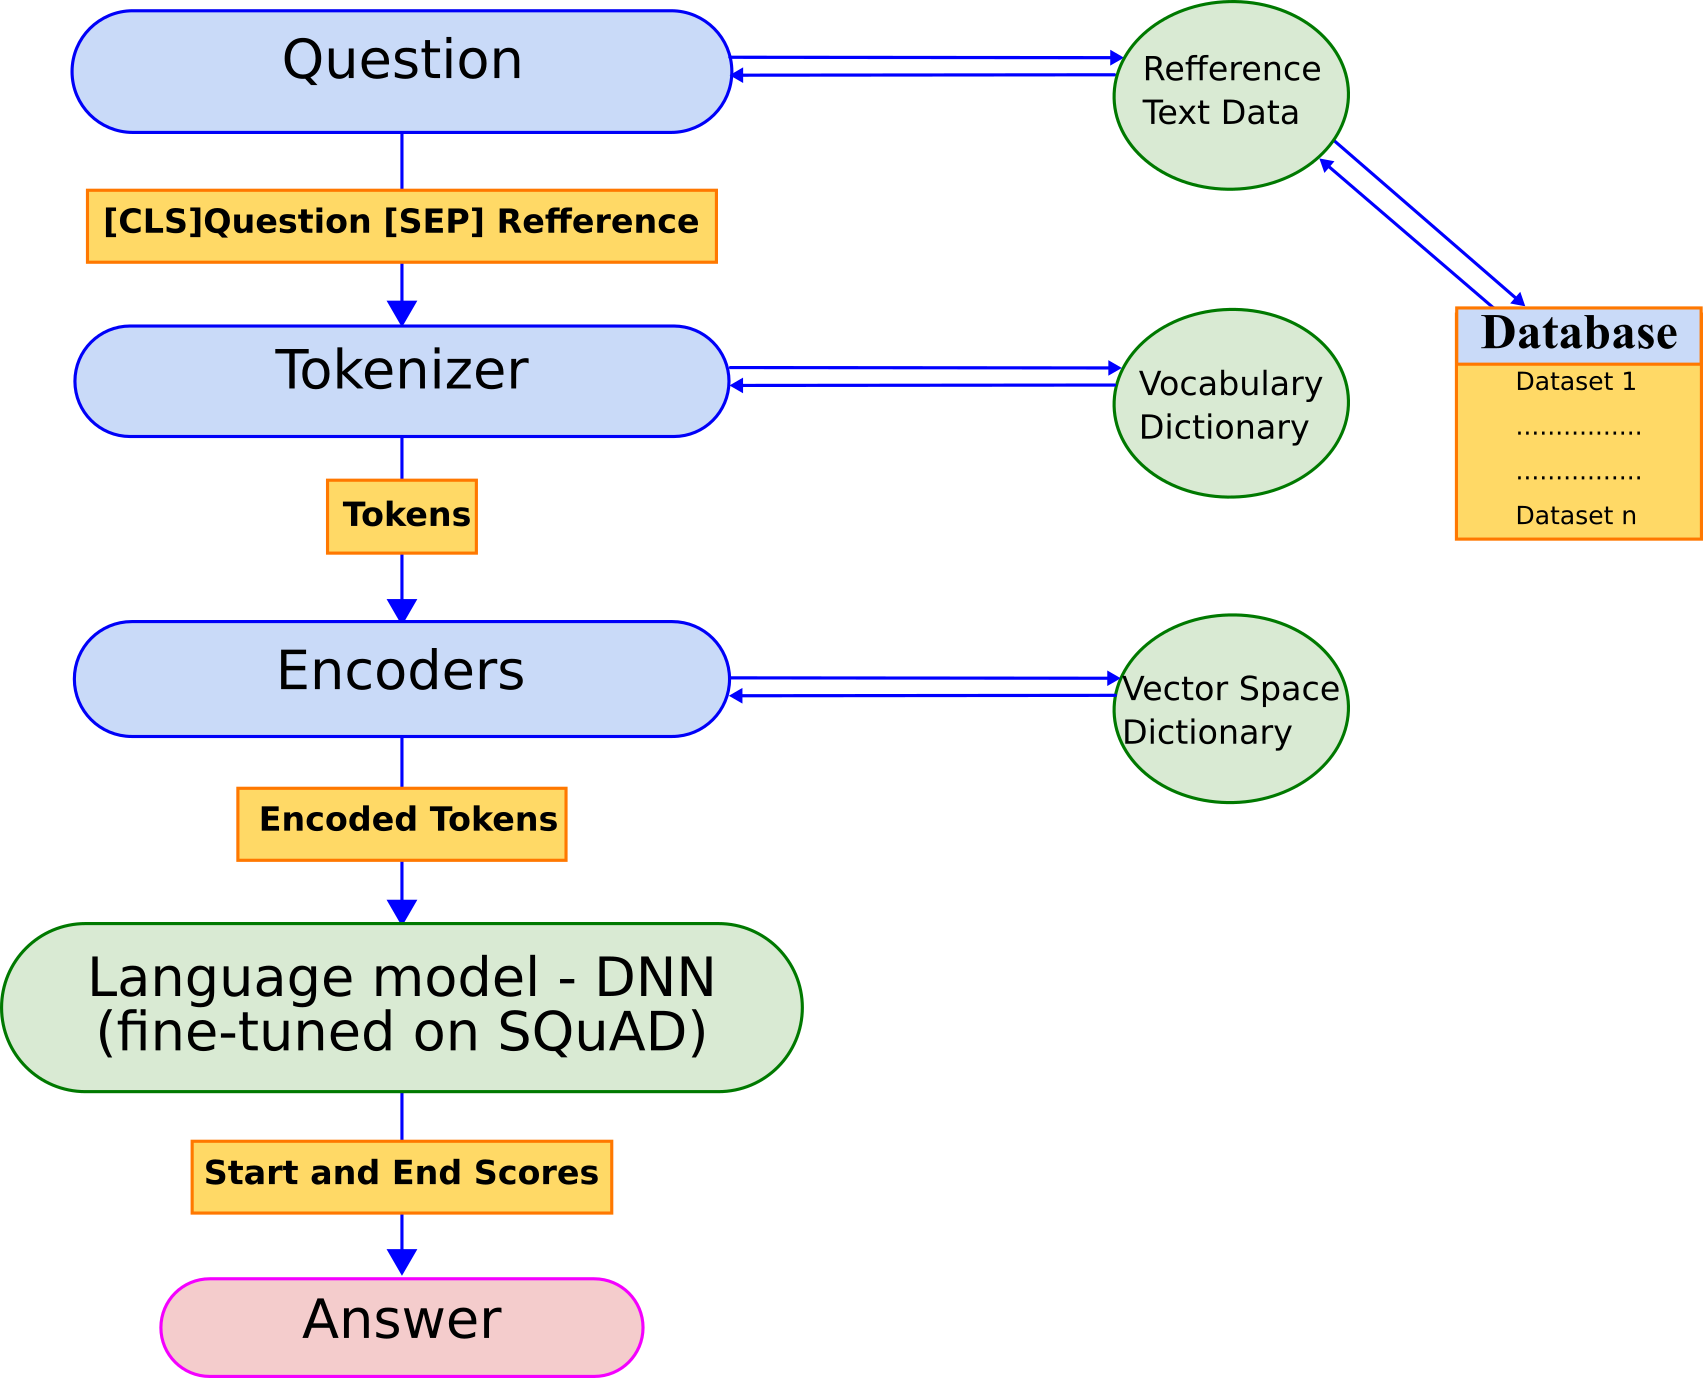 Question
Refference
Text Data
[CLS]Question [SEP] Refference
Tokenizer
Vocabulary
Dictionary
Database
Dataset 1
................
................
Dataset n
Tokens
Encoders
Vector Space
Dictionary
Encoded Tokens
Language model - DNN
(fine-tuned on SQuAD)
Start and End Scores
Answer